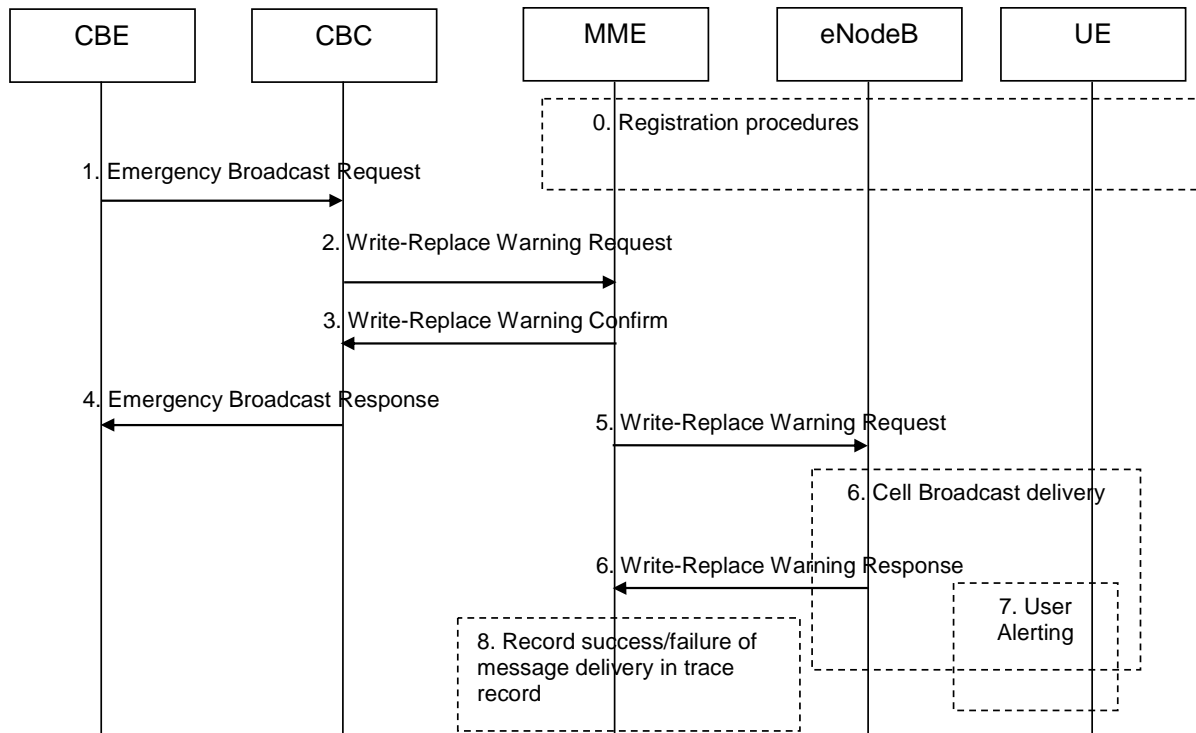 CBE
CBC
MME
eNodeB
UE
0. Registration procedures
1. Emergency Broadcast Request
2. Write-Replace Warning Request
3. Write-Replace Warning Confirm
4. Emergency Broadcast Response
5. Write-Replace Warning Request
6. Cell Broadcast delivery
6. Write-Replace Warning Response
7. User
Alerting
8. Record success/failure of
message delivery in trace
record